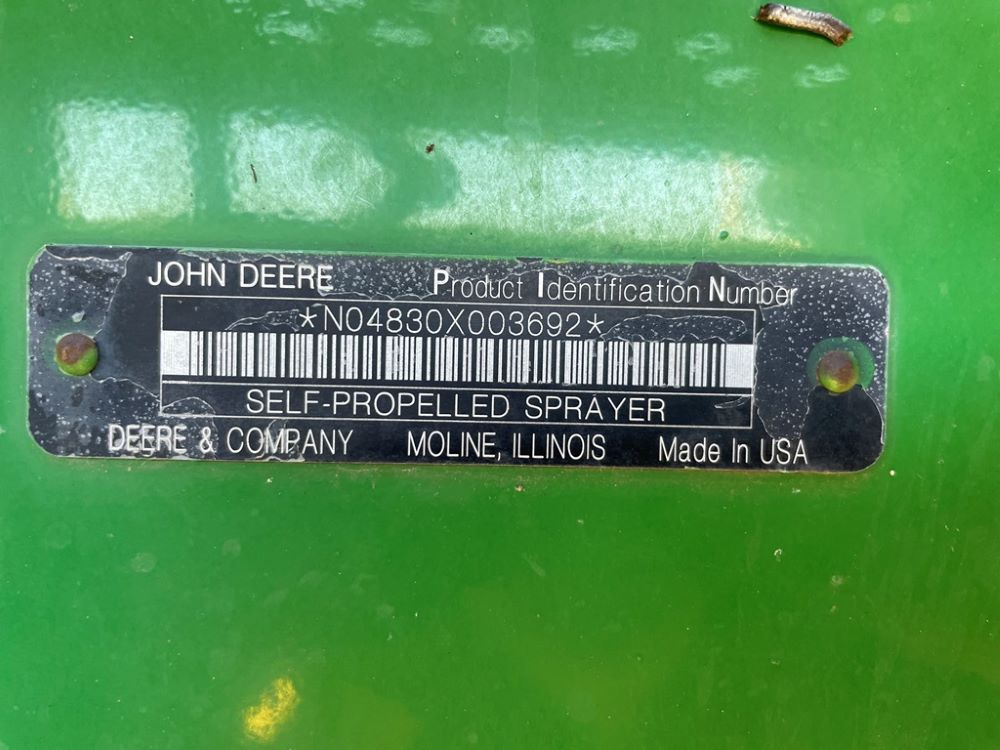 JOHN DEERE Product Identification Number
*N04830X003692*
SELF-PROPELLED SPRAYER
DEERE & COMPANY MOLINE, ILLINOIS Made In USA